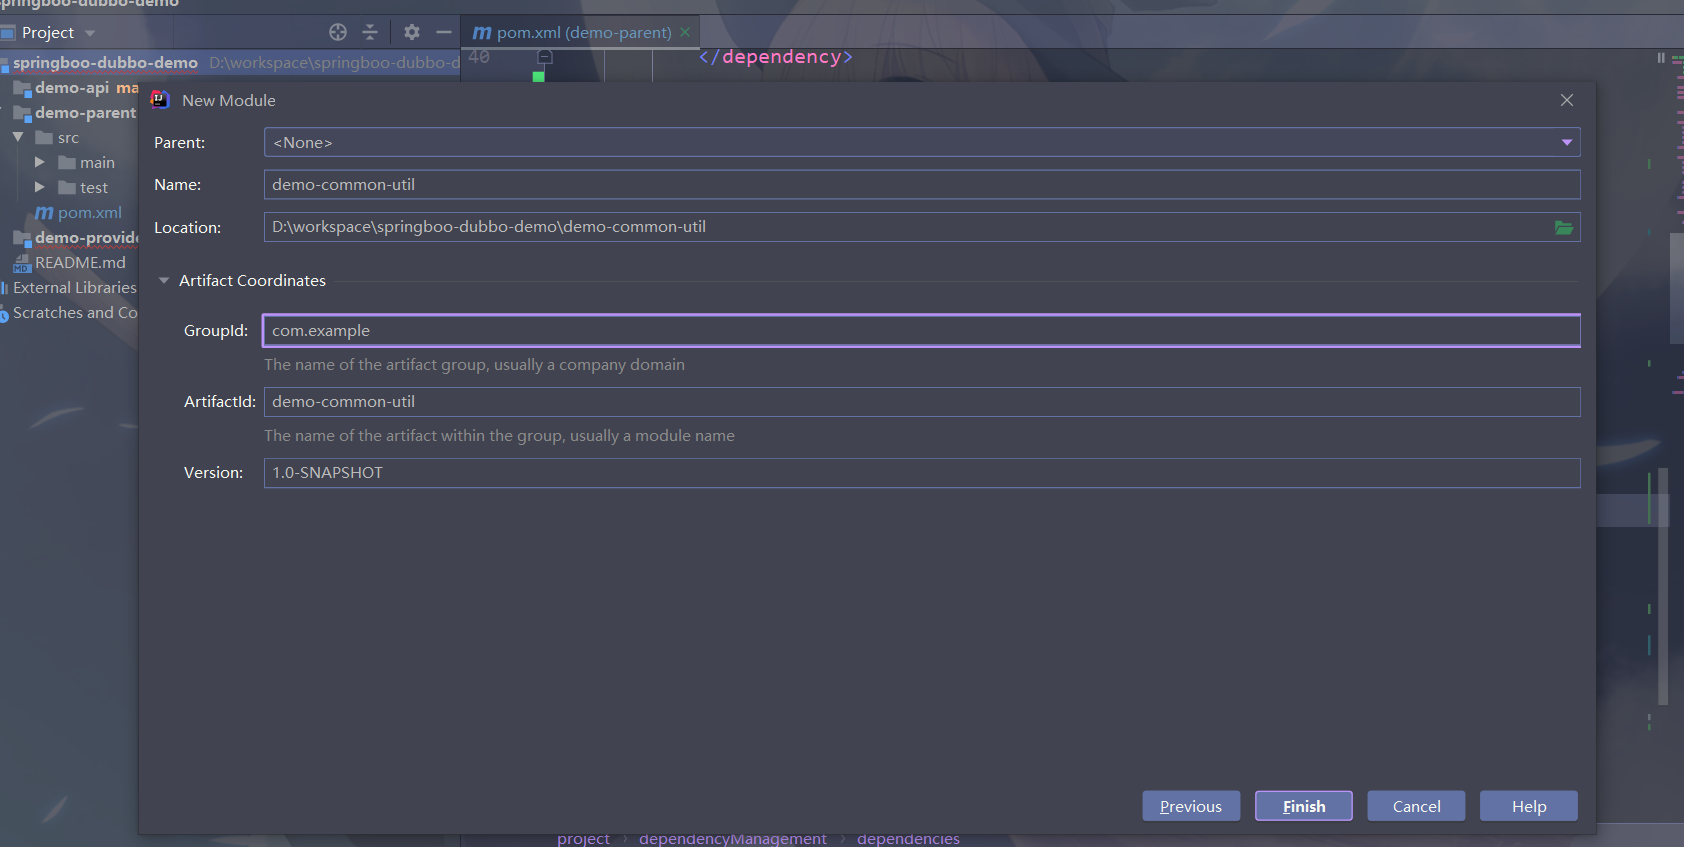 springboo-dubbo-demo
Project
pom.xml (demo-parent)
springboo-dubbo-demo D:\workspace\springboo-dubbo-d
40 </dependency>
demo-api ma
demo-parent
src
main
test
pom.xml
demo-provide
README.md
External Libraries
Scratches and Co
New Module
Parent: <None>
Name: demo-common-util
Location: D:\workspace\springboo-dubbo-demo\demo-common-util
Artifact Coordinates
GroupId: com.example
The name of the artifact group, usually a company domain
ArtifactId: demo-common-util
The name of the artifact within the group, usually a module name
Version: 1.0-SNAPSHOT
Previous Finish Cancel Help
project › dependencyManagement › dependencies